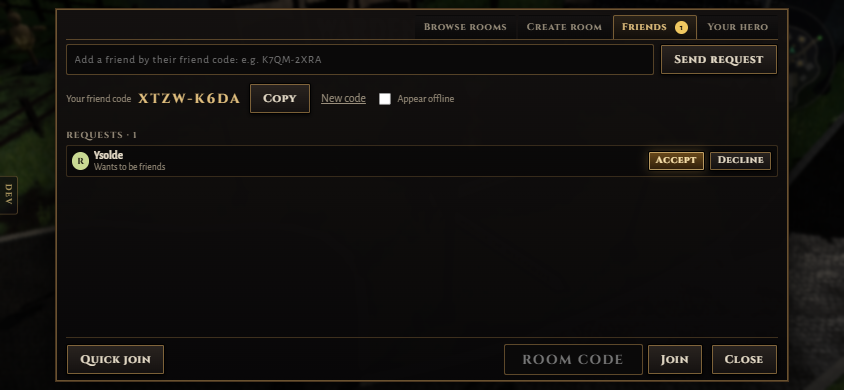 Browse rooms Create room Friends 1 Your hero
Add a friend by their friend code: e.g. K7QM-2XRA Send request
Your friend code XTZW-K6DA Copy New code Appear offline
Requests · 1
R Ysolde Accept Decline
Wants to be friends
DEV
Quick join ROOM CODE Join Close